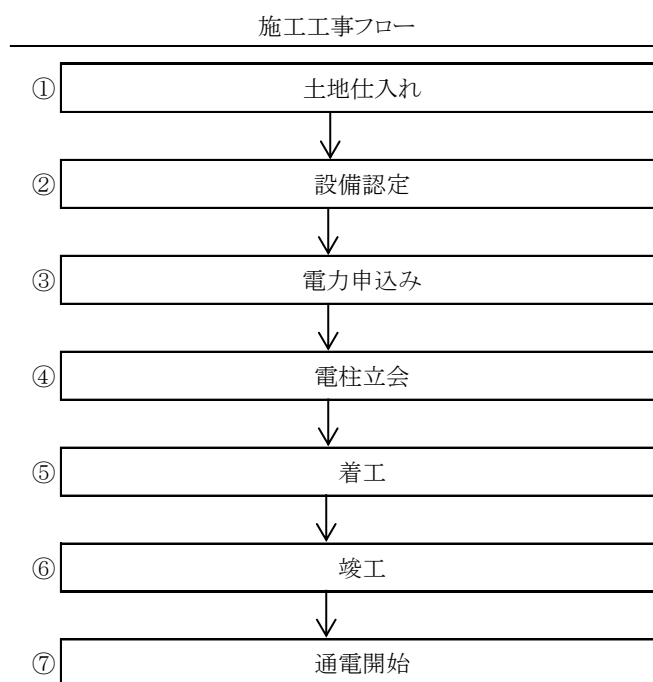 施工工事フロー
① 土地仕入れ
② 設備認定
③ 電力申込み
④ 電柱立会
⑤ 着工
⑥ 竣工
⑦ 通電開始